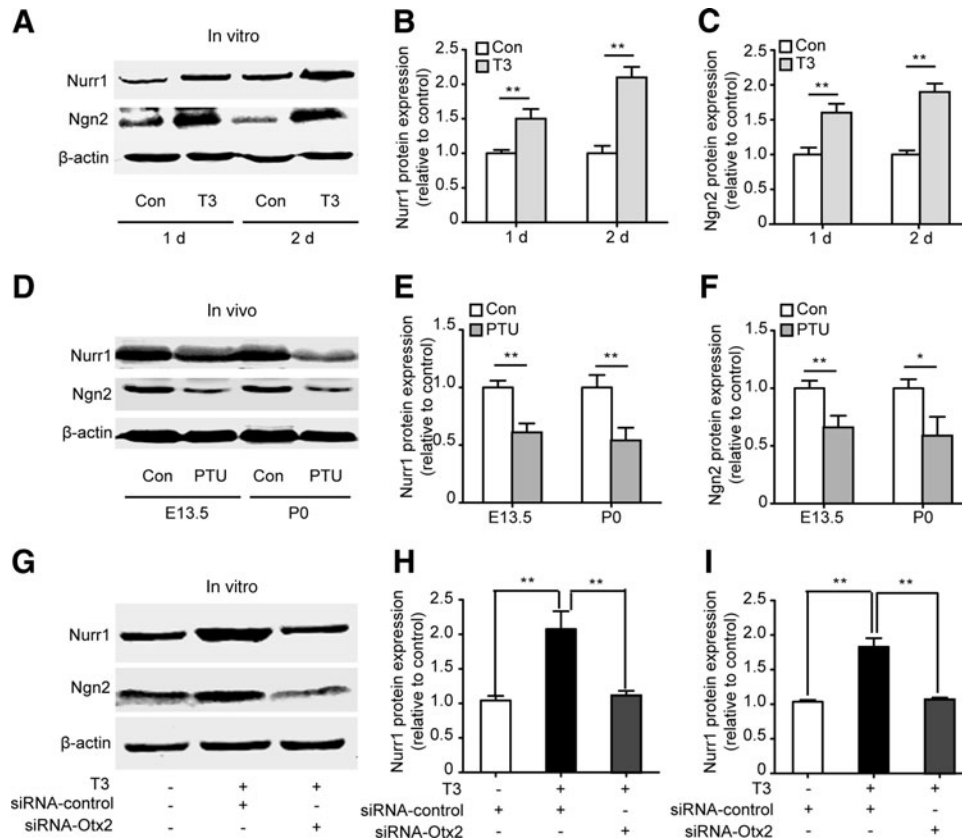 A
In vitro
Nurr1
Ngn2
β-actin
Con T3 Con T3
1 d 2 d
B
Nurr1 protein expression
(relative to control)
Con
T3
2.5
2.0
1.5
1.0
0.5
0
** **
1 d 2 d
C
Ngn2 protein expression
(relative to control)
Con
T3
2.5
2.0
1.5
1.0
0.5
0
** **
1 d 2 d
D
In vivo
Nurr1
Ngn2
β-actin
Con PTU Con PTU
E13.5 P0
E
Nurr1 protein expression
(relative to control)
Con
PTU
1.5
1.0
0.5
0
** **
E13.5 P0
F
Ngn2 protein expression
(relative to control)
Con
PTU
1.5
1.0
0.5
0
** *
E13.5 P0
G
In vitro
Nurr1
Ngn2
β-actin
T3 - + +
siRNA-control - +
siRNA-Otx2 - - +
H
Nurr1 protein expression
(relative to control)
2.5
2.0
1.5
1.0
0.5
0
** **
T3 - + +
siRNA-control + + -
siRNA-Otx2 - - +
I
Nurr1 protein expression
(relative to control)
2.5
2.0
1.5
1.0
0.5
0
** **
T3 - + +
siRNA-control + + -
siRNA-Otx2 - - +